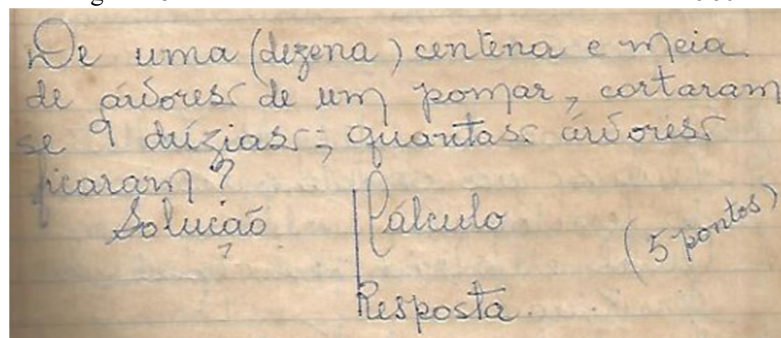 De uma (dezena) centena e meia
de árvores de um pomar, cortaram
se 9 dúzias; quantas árvores
ficaram?
Solução Cálculo (5 pontos)
Resposta.